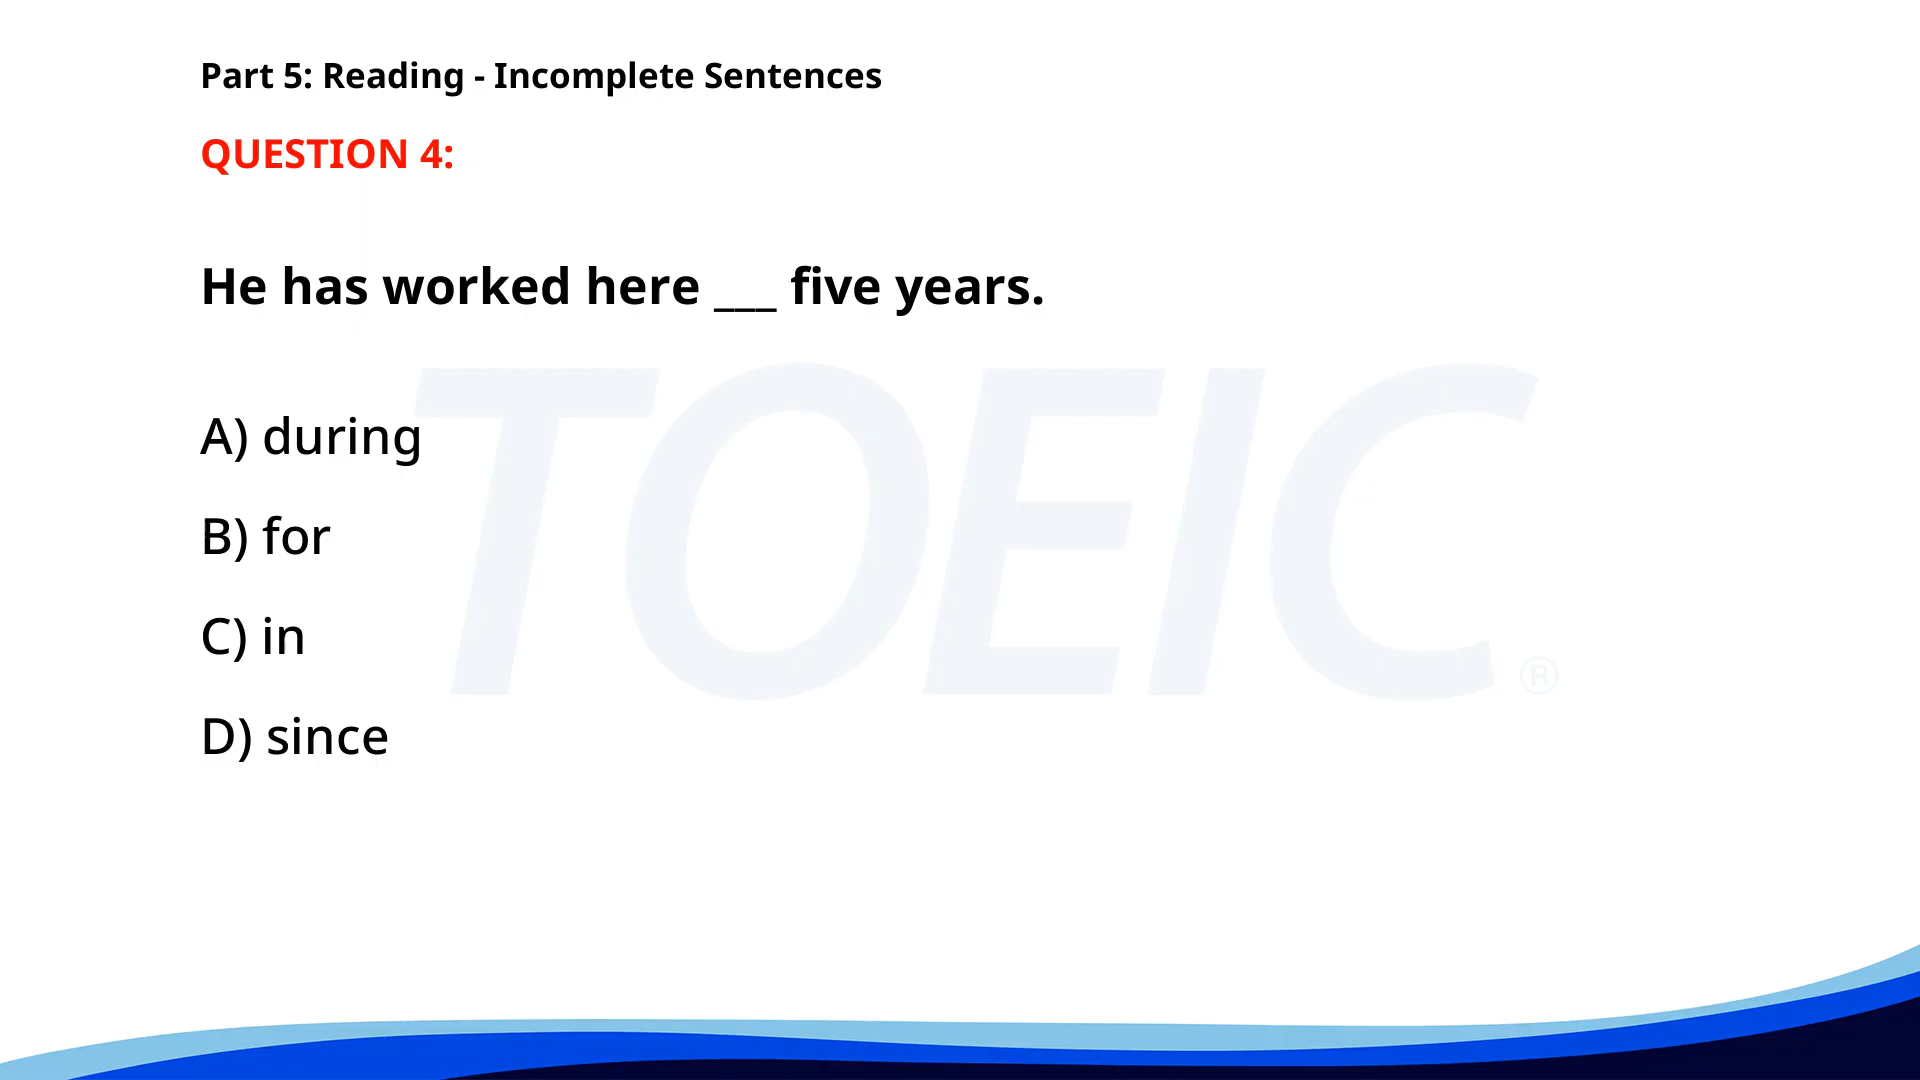 Part 5: Reading - Incomplete Sentences
QUESTION 4:
He has worked here ___ five years.
A) during
B) for
C) in
D) since
TOEIC®